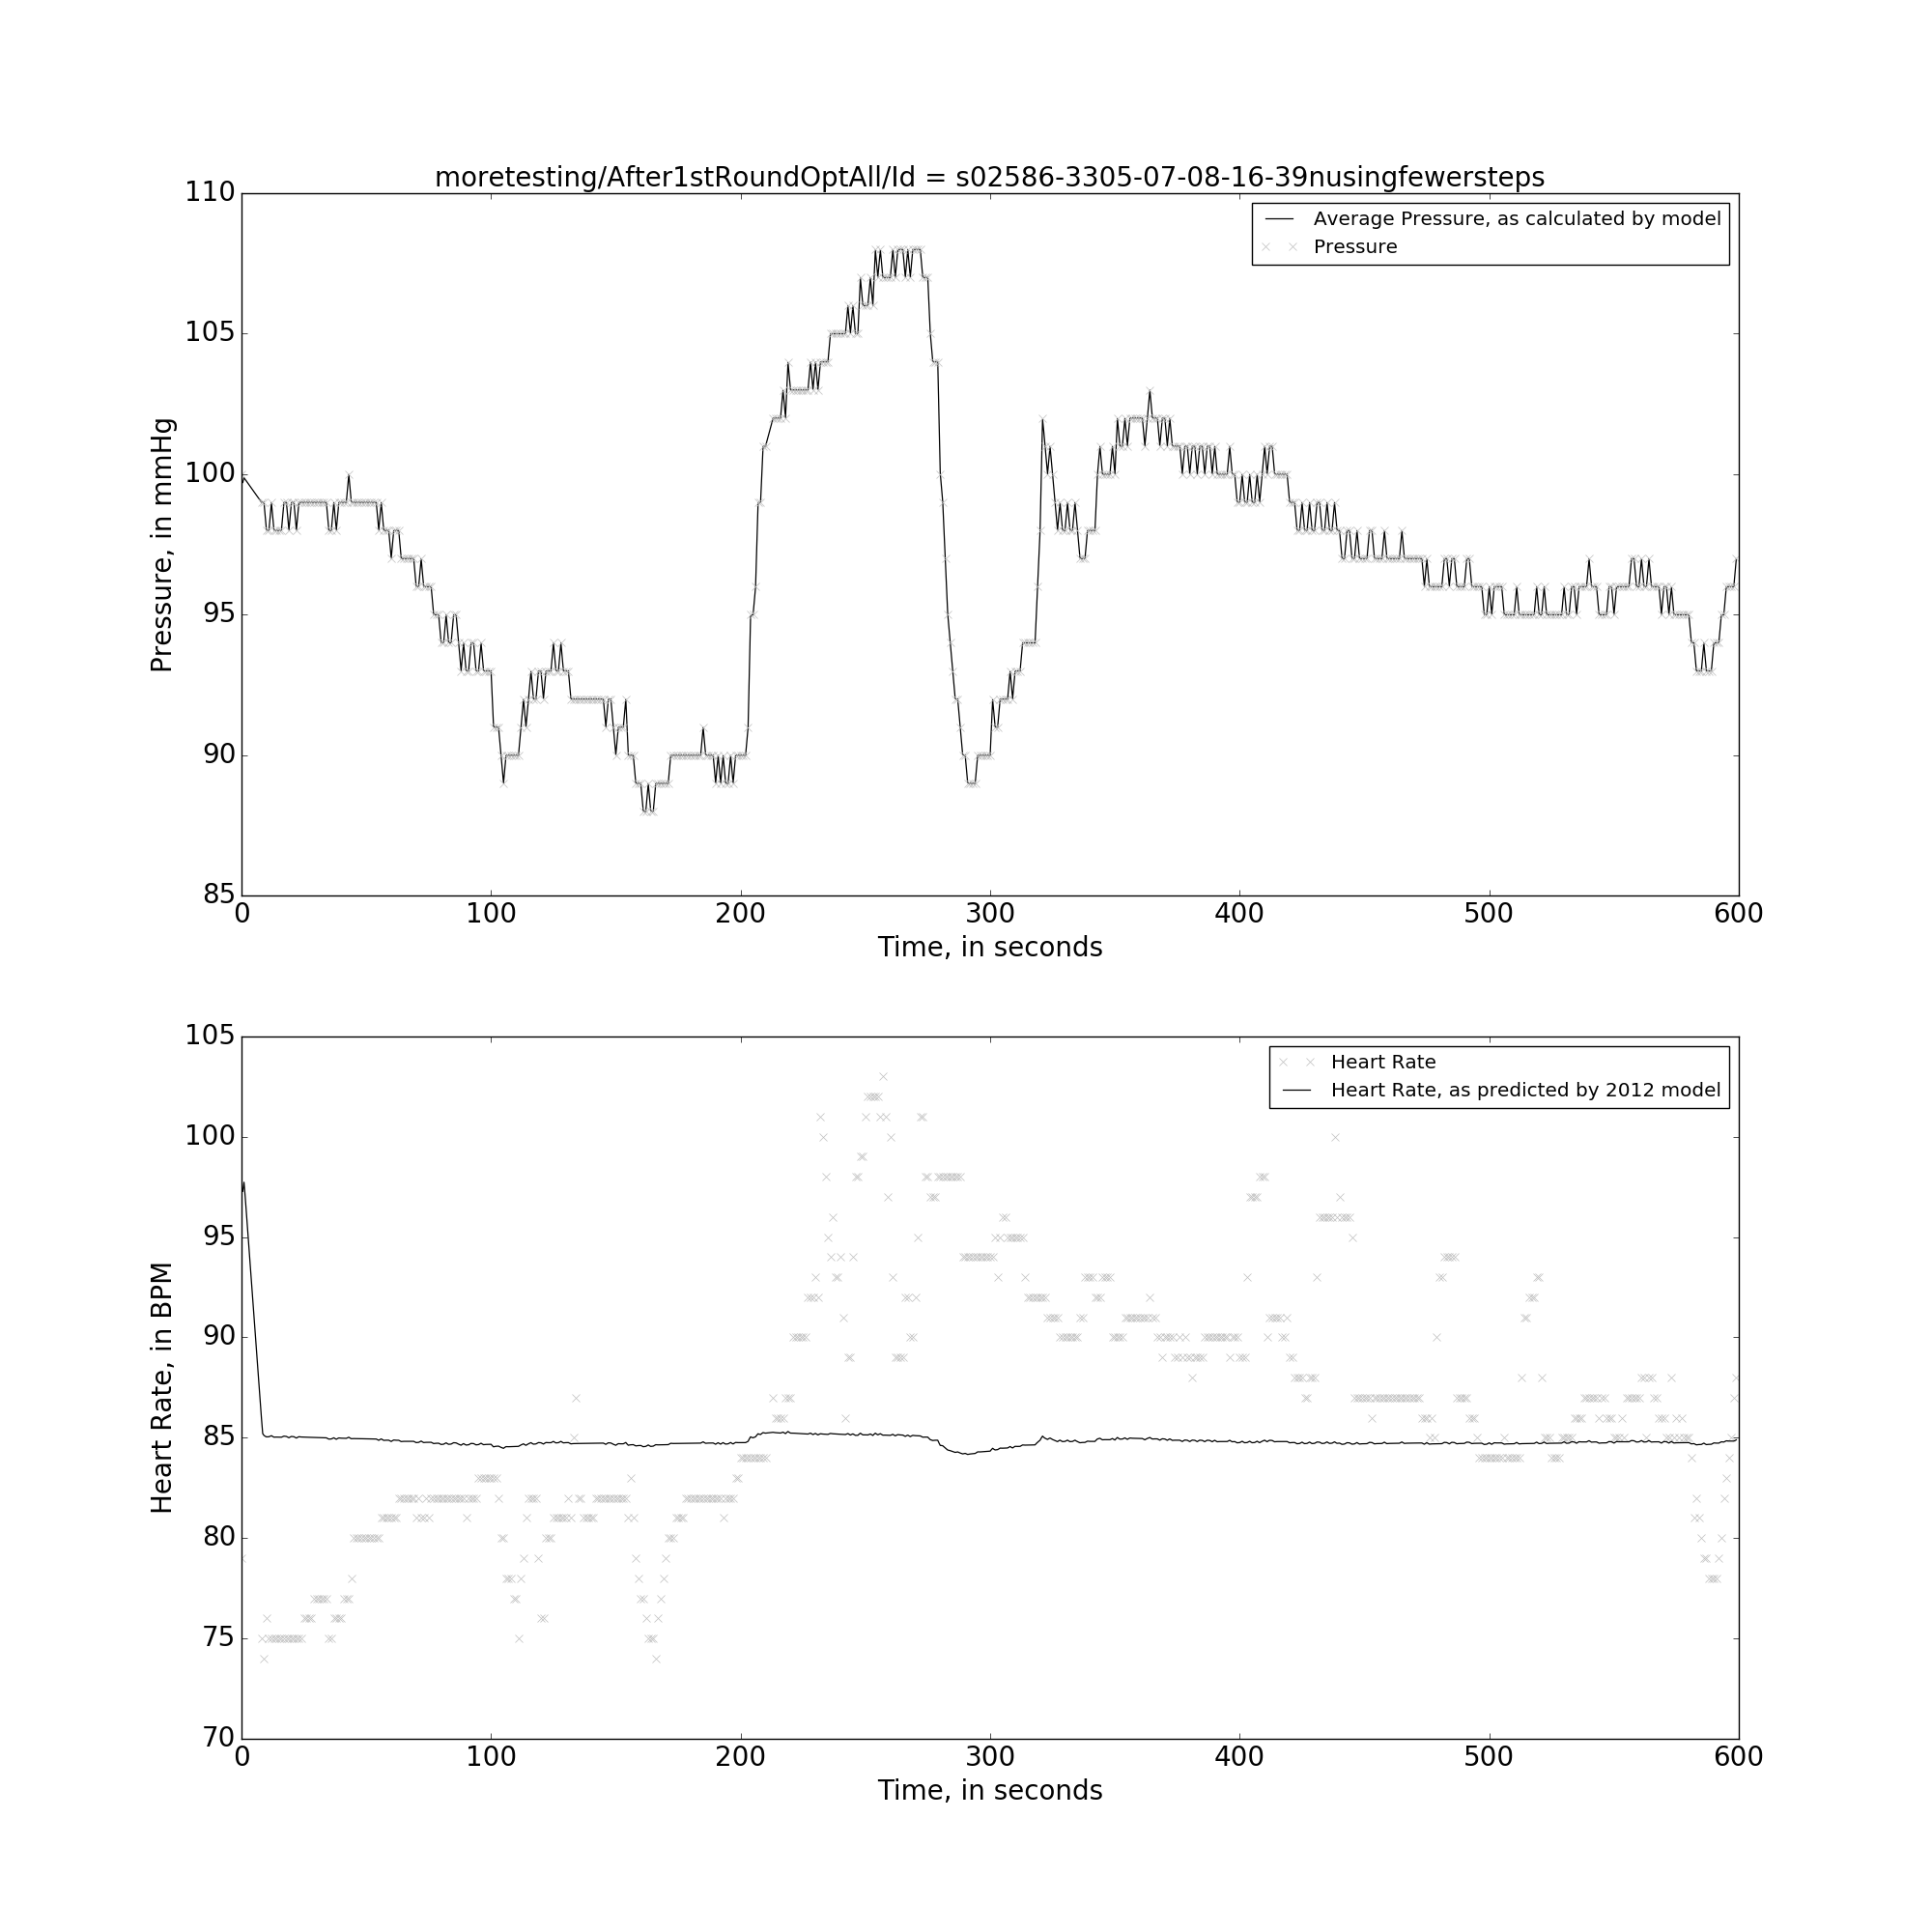 moretesting/After1stRoundOptAll/Id = s02586-3305-07-08-16-39nusingfewersteps
110
105
100
95
90
85
Pressure, in mmHg
Average Pressure, as calculated by model
Pressure
0 100 200 300 400 500 600
Time, in seconds
105
100
95
90
85
80
75
70
Heart Rate, in BPM
Heart Rate
Heart Rate, as predicted by 2012 model
0 100 200 300 400 500 600
Time, in seconds